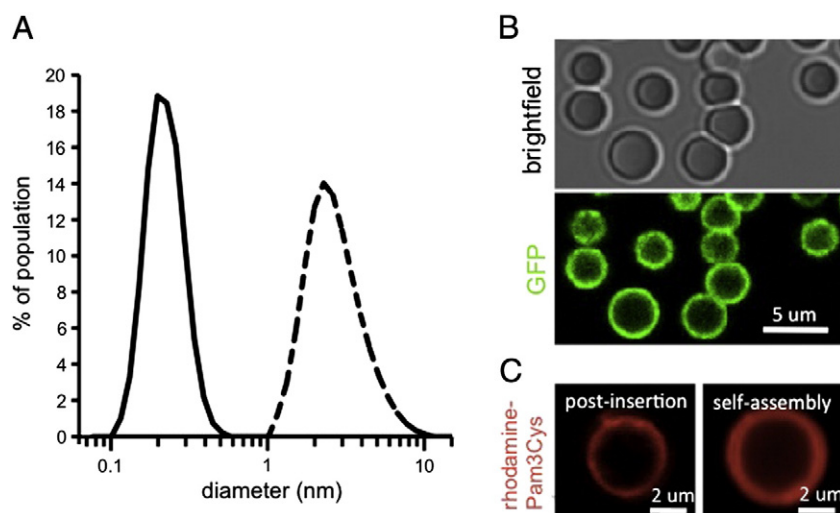 A
20
18
16
14
12
10
8
6
4
2
0
% of population
0.1
1
10
diameter (nm)
B
brightfield
GFP
5 um
C
rhodamine-
Pam3Cys
post-insertion
2 um
self-assembly
2 um